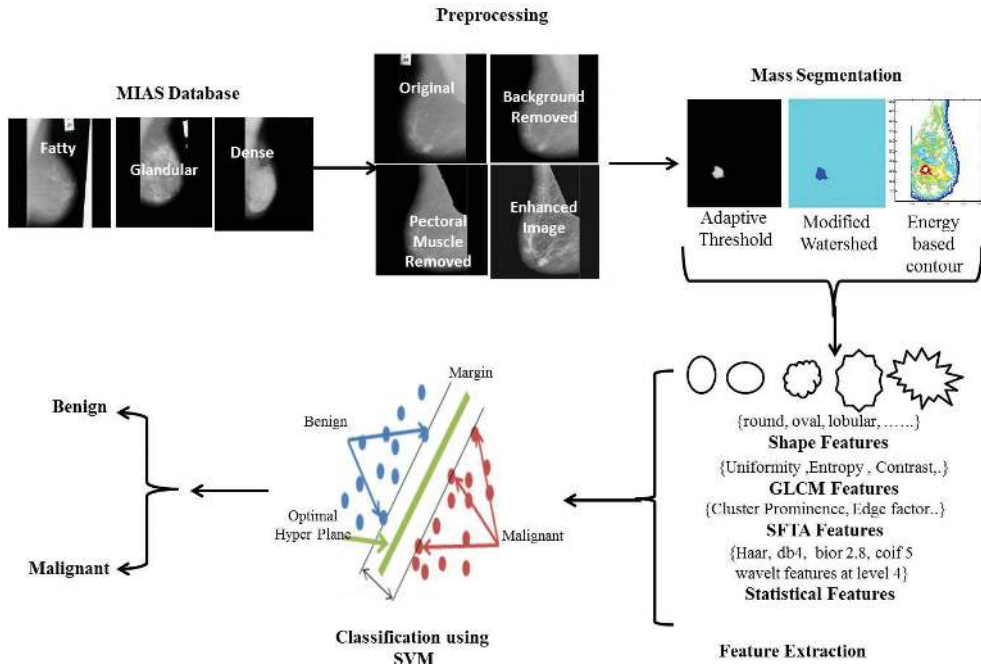 Preprocessing
MIAS Database
Fatty
Glandular
Dense
Original
Background
Removed
Pectoral
Muscle
Removed
Enhanced
Image
Mass Segmentation
Adaptive
Threshold
Modified
Watershed
Energy
based
contour
{round, oval, lobular, ......}
Shape Features
{Uniformity ,Entropy , Contrast,.}
GLCM Features
{Cluster Prominence, Edge factor..}
SFTA Features
{Haar, db4, bior 2.8, coif 5
wavelt features at level 4}
Statistical Features
Feature Extraction
Margin
Benign
Optimal
Hyper Plane
Malignant
Classification using
SVM
Benign
Malignant